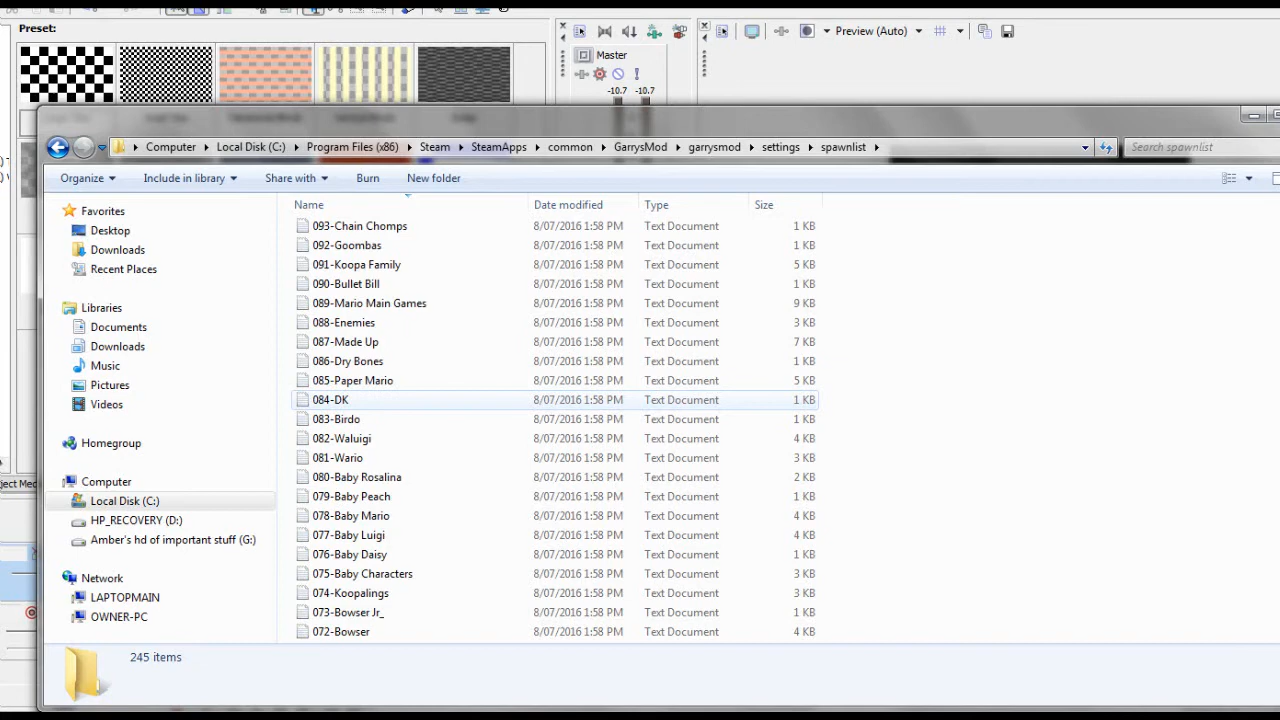 Preset:
Master
Preview (Auto)
-10.7 -10.7
Computer Local Disk (C:) Program Files (x86) Steam SteamApps common GarrysMod garrysmod settings spawnlist
Search spawnlist
Organize Include in library Share with Burn New folder
Name Date modified Type Size
Favorites
Desktop
Downloads
Recent Places
Libraries
Documents
Downloads
Music
Pictures
Videos
Homegroup
Computer
Local Disk (C:)
HP_RECOVERY (D:)
Amber's hd of important stuff (G:)
Network
LAPTOPMAIN
OWNER-PC
093-Chain Chomps 8/07/2016 1:58 PM Text Document 1 KB
092-Goombas 8/07/2016 1:58 PM Text Document 1 KB
091-Koopa Family 8/07/2016 1:58 PM Text Document 5 KB
090-Bullet Bill 8/07/2016 1:58 PM Text Document 1 KB
089-Mario Main Games 8/07/2016 1:58 PM Text Document 9 KB
088-Enemies 8/07/2016 1:58 PM Text Document 3 KB
087-Made Up 8/07/2016 1:58 PM Text Document 7 KB
086-Dry Bones 8/07/2016 1:58 PM Text Document 1 KB
085-Paper Mario 8/07/2016 1:58 PM Text Document 5 KB
084-DK 8/07/2016 1:58 PM Text Document 1 KB
083-Birdo 8/07/2016 1:58 PM Text Document 1 KB
082-Waluigi 8/07/2016 1:58 PM Text Document 4 KB
081-Wario 8/07/2016 1:58 PM Text Document 4 KB
080-Baby Rosalina 8/07/2016 1:58 PM Text Document 2 KB
079-Baby Peach 8/07/2016 1:58 PM Text Document 1 KB
078-Baby Mario 8/07/2016 1:58 PM Text Document 4 KB
077-Baby Luigi 8/07/2016 1:58 PM Text Document 3 KB
076-Baby Daisy 8/07/2016 1:58 PM Text Document 1 KB
075-Baby Characters 8/07/2016 1:58 PM Text Document 3 KB
074-Koopalings 8/07/2016 1:58 PM Text Document 3 KB
073-Bowser Jr_ 8/07/2016 1:58 PM Text Document 1 KB
072-Bowser 8/07/2016 1:58 PM Text Document 4 KB
245 items